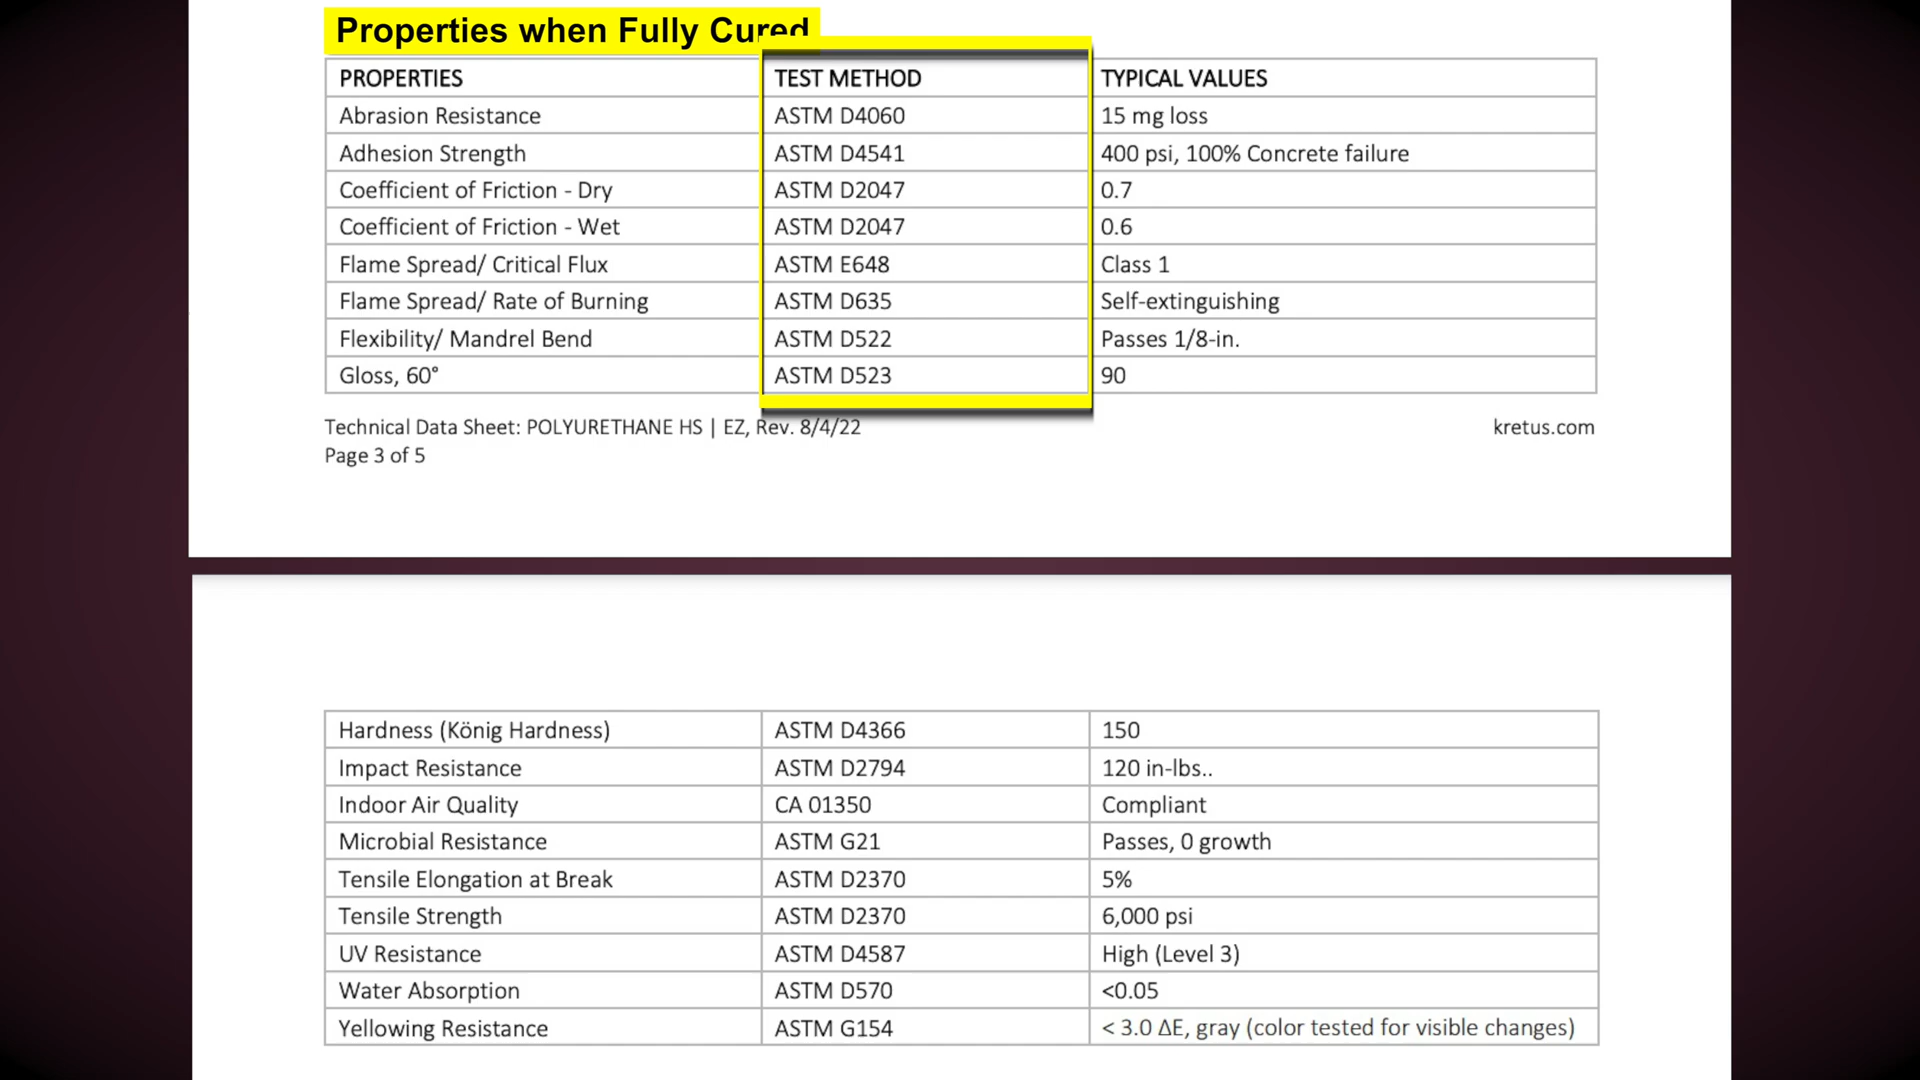 Properties when Fully Cured
PROPERTIES TEST METHOD TYPICAL VALUES
Abrasion Resistance ASTM D4060 15 mg loss
Adhesion Strength ASTM D4541 400 psi, 100% Concrete failure
Coefficient of Friction - Dry ASTM D2047 0.7
Coefficient of Friction - Wet ASTM D2047 0.6
Flame Spread/ Critical Flux ASTM E648 Class 1
Flame Spread/ Rate of Burning ASTM D635 Self-extinguishing
Flexibility/ Mandrel Bend ASTM D522 Passes 1/8-in.
Gloss, 60° ASTM D523 90
Technical Data Sheet: POLYURETHANE HS | EZ, Rev. 8/4/22 kretus.com
Page 3 of 5
Hardness (König Hardness) ASTM D4366 150
Impact Resistance ASTM D2794 120 in-lbs..
Indoor Air Quality CA 01350 Compliant
Microbial Resistance ASTM G21 Passes, 0 growth
Tensile Elongation at Break ASTM D2370 5%
Tensile Strength ASTM D2370 6,000 psi
UV Resistance ASTM D4587 High (Level 3)
Water Absorption ASTM D570 <0.05
Yellowing Resistance ASTM G154 < 3.0 ΔE, gray (color tested for visible changes)